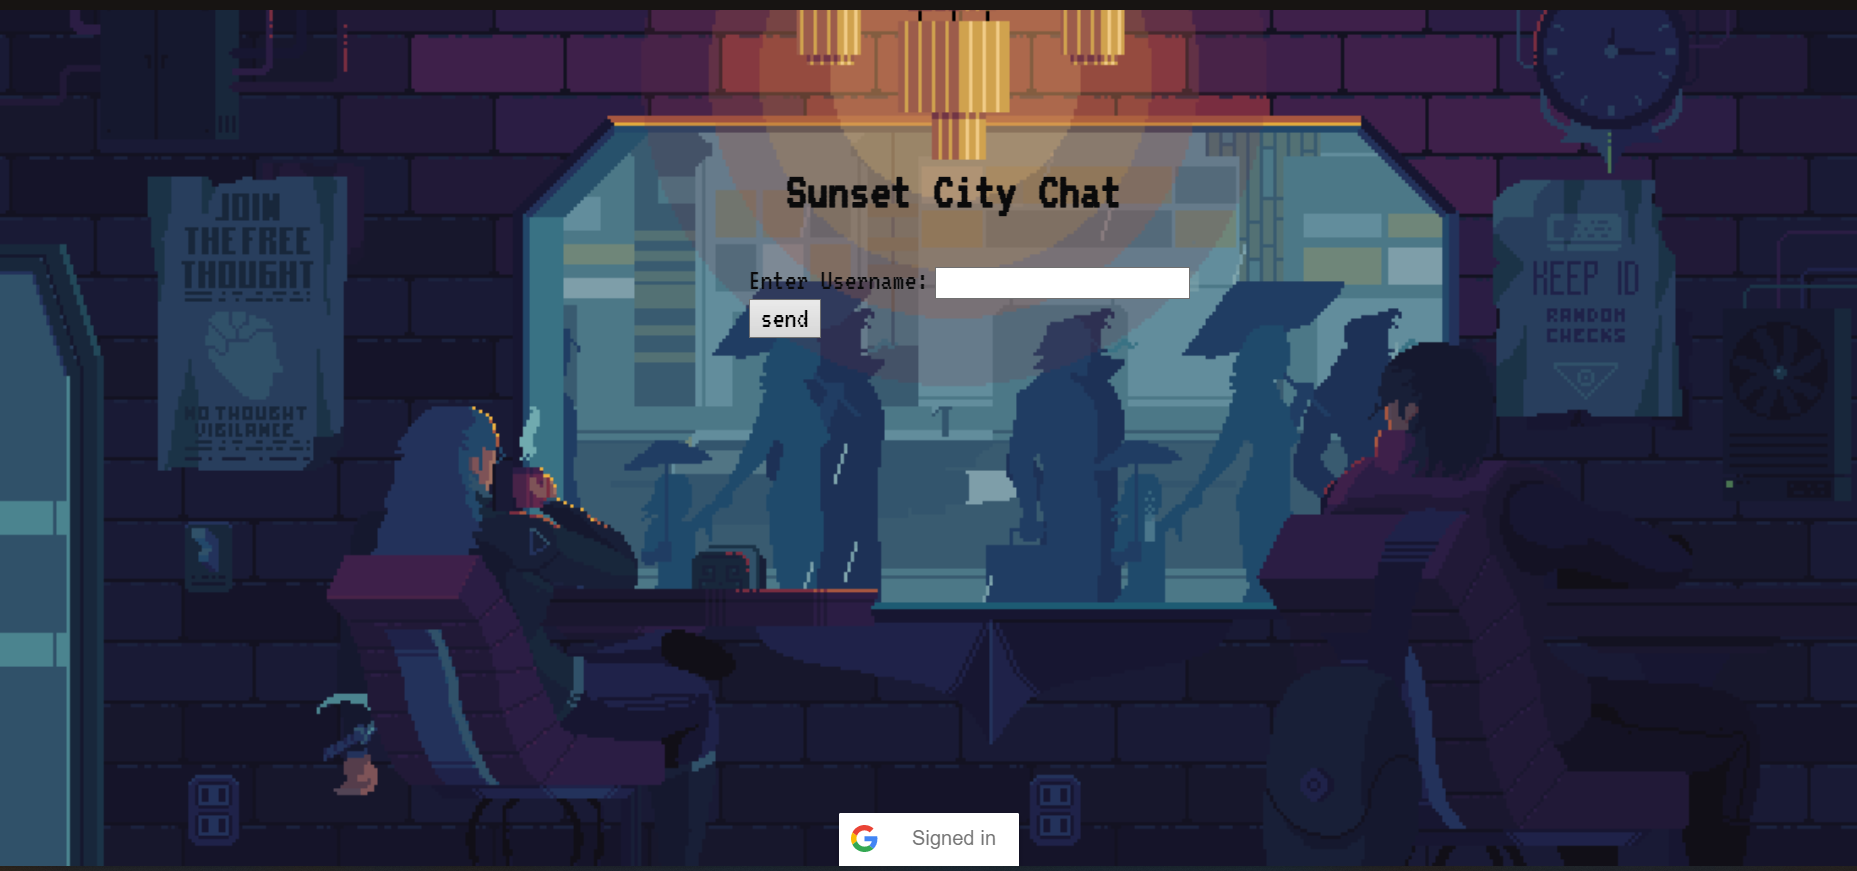 Sunset City Chat
JOIN
THE FREE
THOUGHT
KEEP ID
RANDOM
CHECKS
Enter Username:
send
NO THOUGHT
VIGILANCE
Signed in